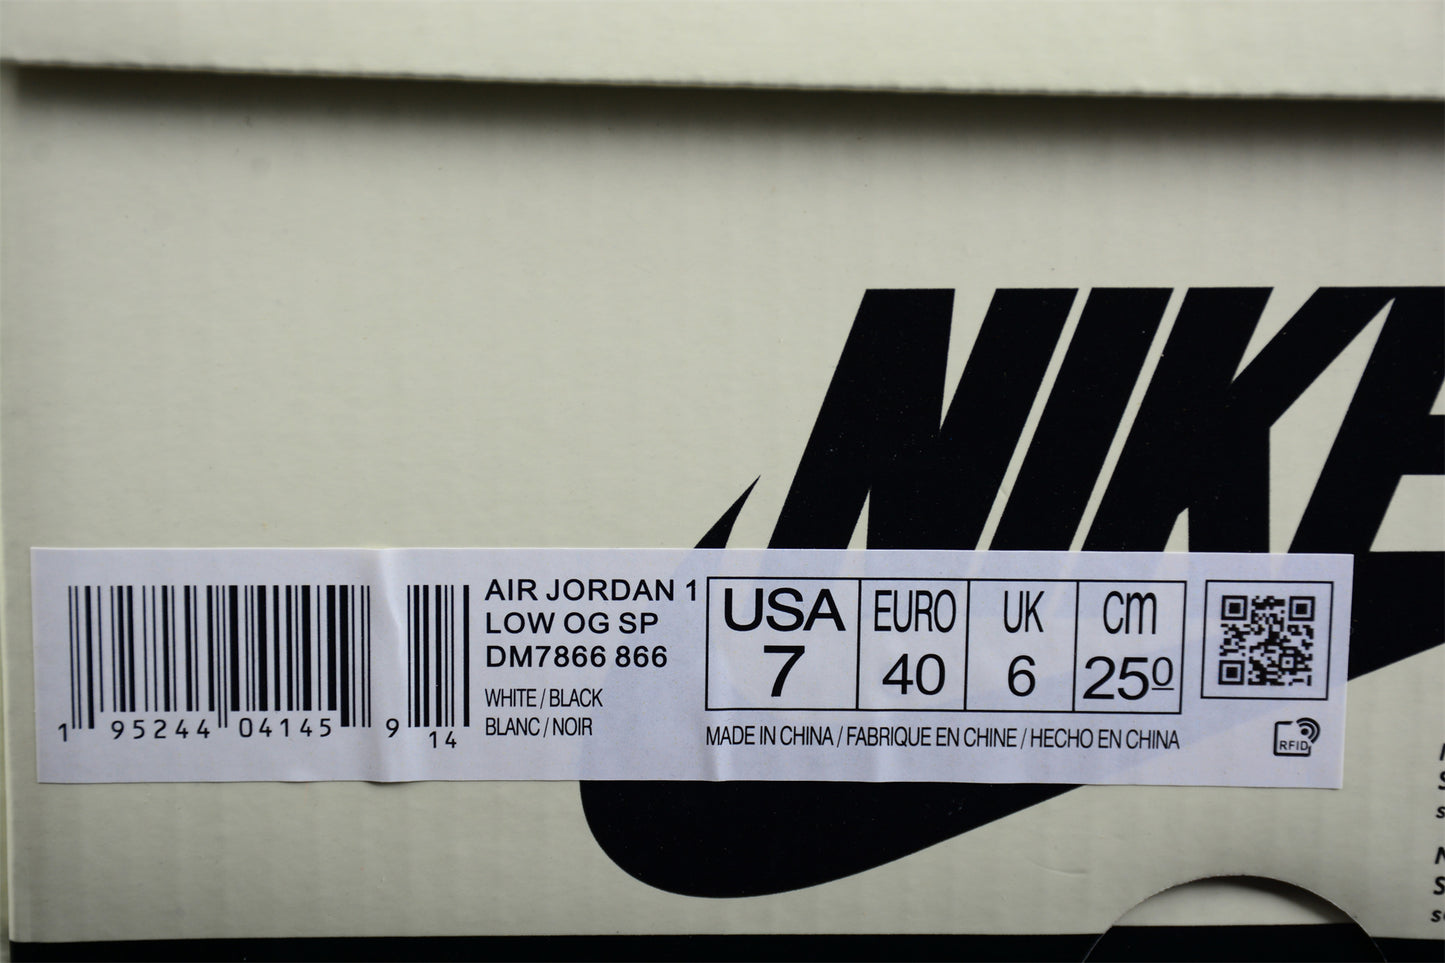 NIKE
AIR JORDAN 1
LOW OG SP
DM7866 866
WHITE / BLACK
BLANC / NOIR
USA EURO UK cm
7 40 6 25.0
MADE IN CHINA / FABRIQUE EN CHINE / HECHO EN CHINA
1 95244 04145 9 14
RFID